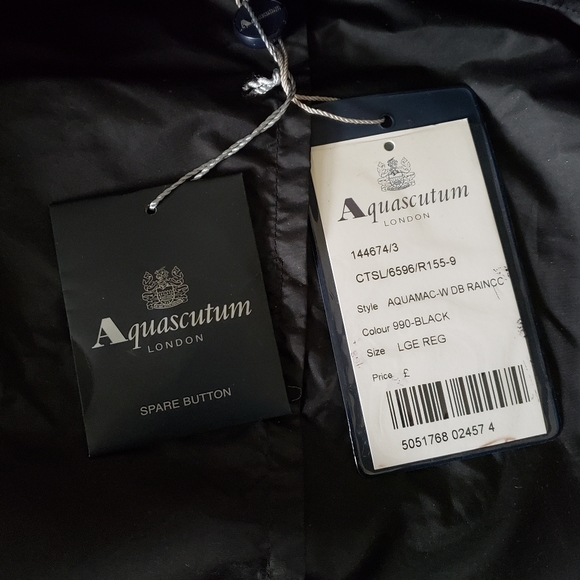 Aquascutum
LONDON
SPARE BUTTON
Aquascutum
LONDON
144674/3
CTSL/6596/R155-9
Style AQUAMAC-W DB RAINCC
Colour 990-BLACK
Size LGE REG
Price £
5051768 02457 4